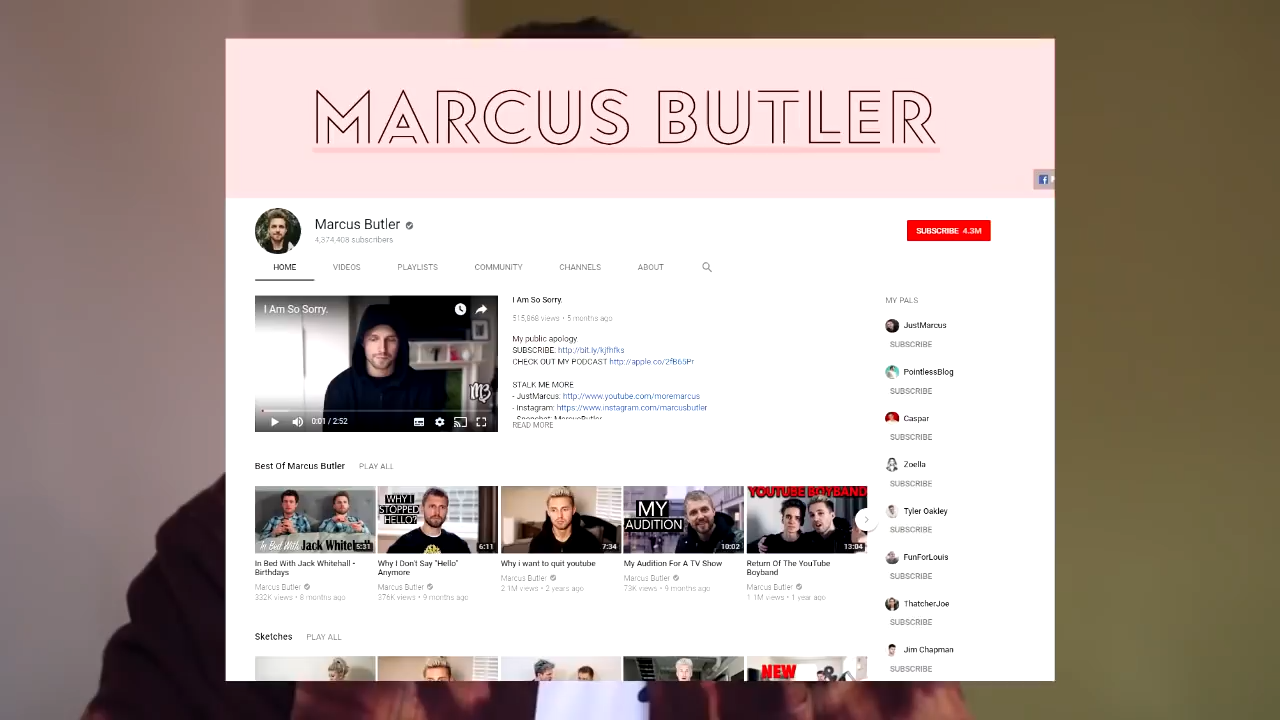 MARCUS BUTLER
Marcus Butler
4,374,408 subscribers
SUBSCRIBE 4.3M
HOME VIDEOS PLAYLISTS COMMUNITY CHANNELS ABOUT
I Am So Sorry.
0:01 / 2:52
I Am So Sorry.
515,868 views • 5 months ago
My public apology.
SUBSCRIBE: http://bit.ly/kjfhfks
CHECK OUT MY PODCAST http://apple.co/2fB65Pr
STALK ME MORE
- JustMarcus: http://www.youtube.com/moremarcus
- Instagram: https://www.instagram.com/marcusbutler
READ MORE
MY PALS
JustMarcus
SUBSCRIBE
PointlessBlog
SUBSCRIBE
Caspar
SUBSCRIBE
Zoella
SUBSCRIBE
Tyler Oakley
SUBSCRIBE
FunForLouis
SUBSCRIBE
ThatcherJoe
SUBSCRIBE
Jim Chapman
SUBSCRIBE
Best Of Marcus Butler PLAY ALL
In Bed With Jack Whitehall
5:31
In Bed With Jack Whitehall -
Birthdays
Marcus Butler
332K views • 8 months ago
WHY I
STOPPED
HELLO?
6:11
Why I Don't Say "Hello"
Anymore
Marcus Butler
376K views • 9 months ago
7:34
Why i want to quit youtube
Marcus Butler
2.1M views • 2 years ago
MY
AUDITION
10:02
My Audition For A TV Show
Marcus Butler
73K views • 9 months ago
YOUTUBE BOYBAND
13:04
Return Of The YouTube
Boyband
Marcus Butler
1.1M views • 1 year ago
Sketches PLAY ALL
NEW